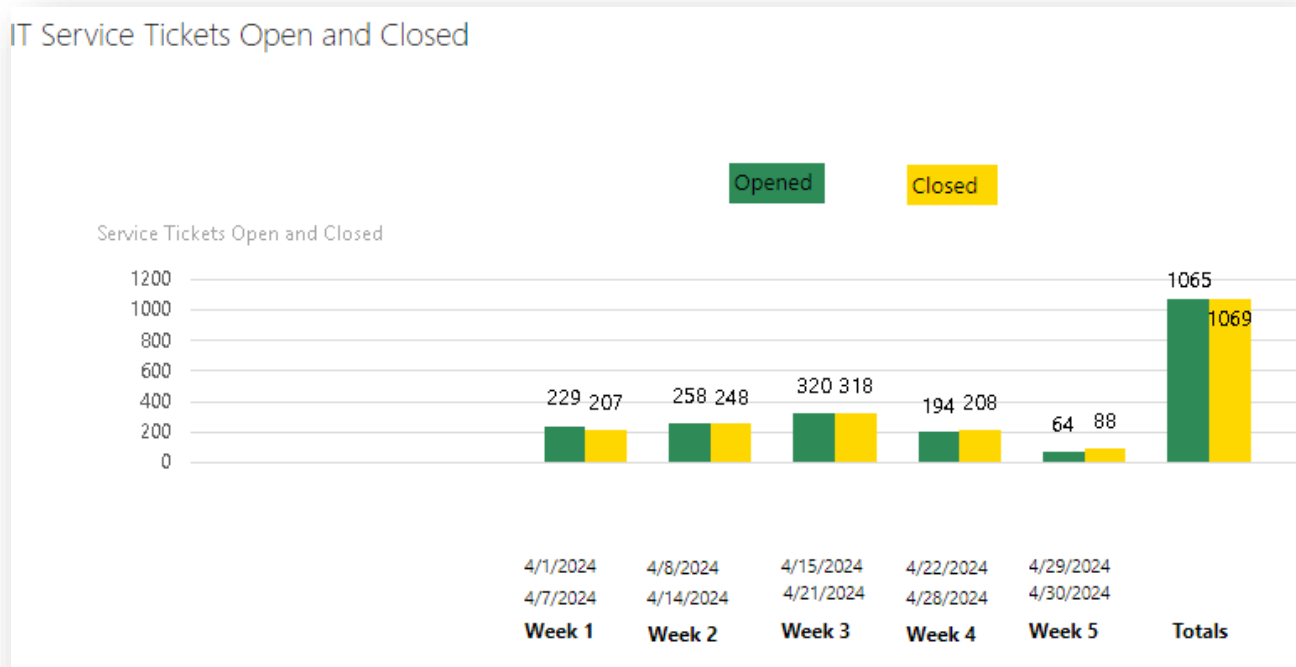 IT Service Tickets Open and Closed
Opened Closed
Service Tickets Open and Closed
1200
1000
800
600
400
200
0
229 207 258 248 320 318 194 208 64 88 1065 1069
4/1/2024 4/8/2024 4/15/2024 4/22/2024 4/29/2024
4/7/2024 4/14/2024 4/21/2024 4/28/2024 4/30/2024
Week 1 Week 2 Week 3 Week 4 Week 5 Totals